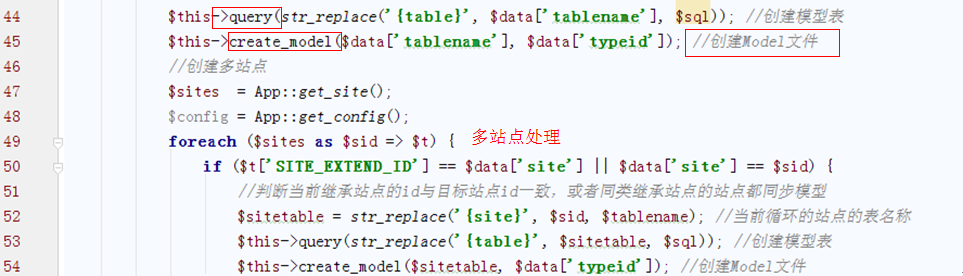 44 $this->query(str_replace('{table}', $data['tablename'], $sql)); //创建模型表
45 $this->create_model($data['tablename'], $data['typeid']); //创建Model文件
46 //创建多站点
47 $sites = App::get_site();
48 $config = App::get_config();
49 foreach ($sites as $sid => $t) { 多站点处理
50 if ($t['SITE_EXTEND_ID'] == $data['site'] || $data['site'] == $sid) {
51 //判断当前继承站点的id与目标站点id一致，或者同类继承站点的站点都同步模型
52 $sitetable = str_replace('{site}', $sid, $tablename); //当前循环的站点的表名称
53 $this->query(str_replace('{table}', $sitetable, $sql)); //创建模型表
54 $this->create_model($sitetable, $data['typeid']); //创建Model文件